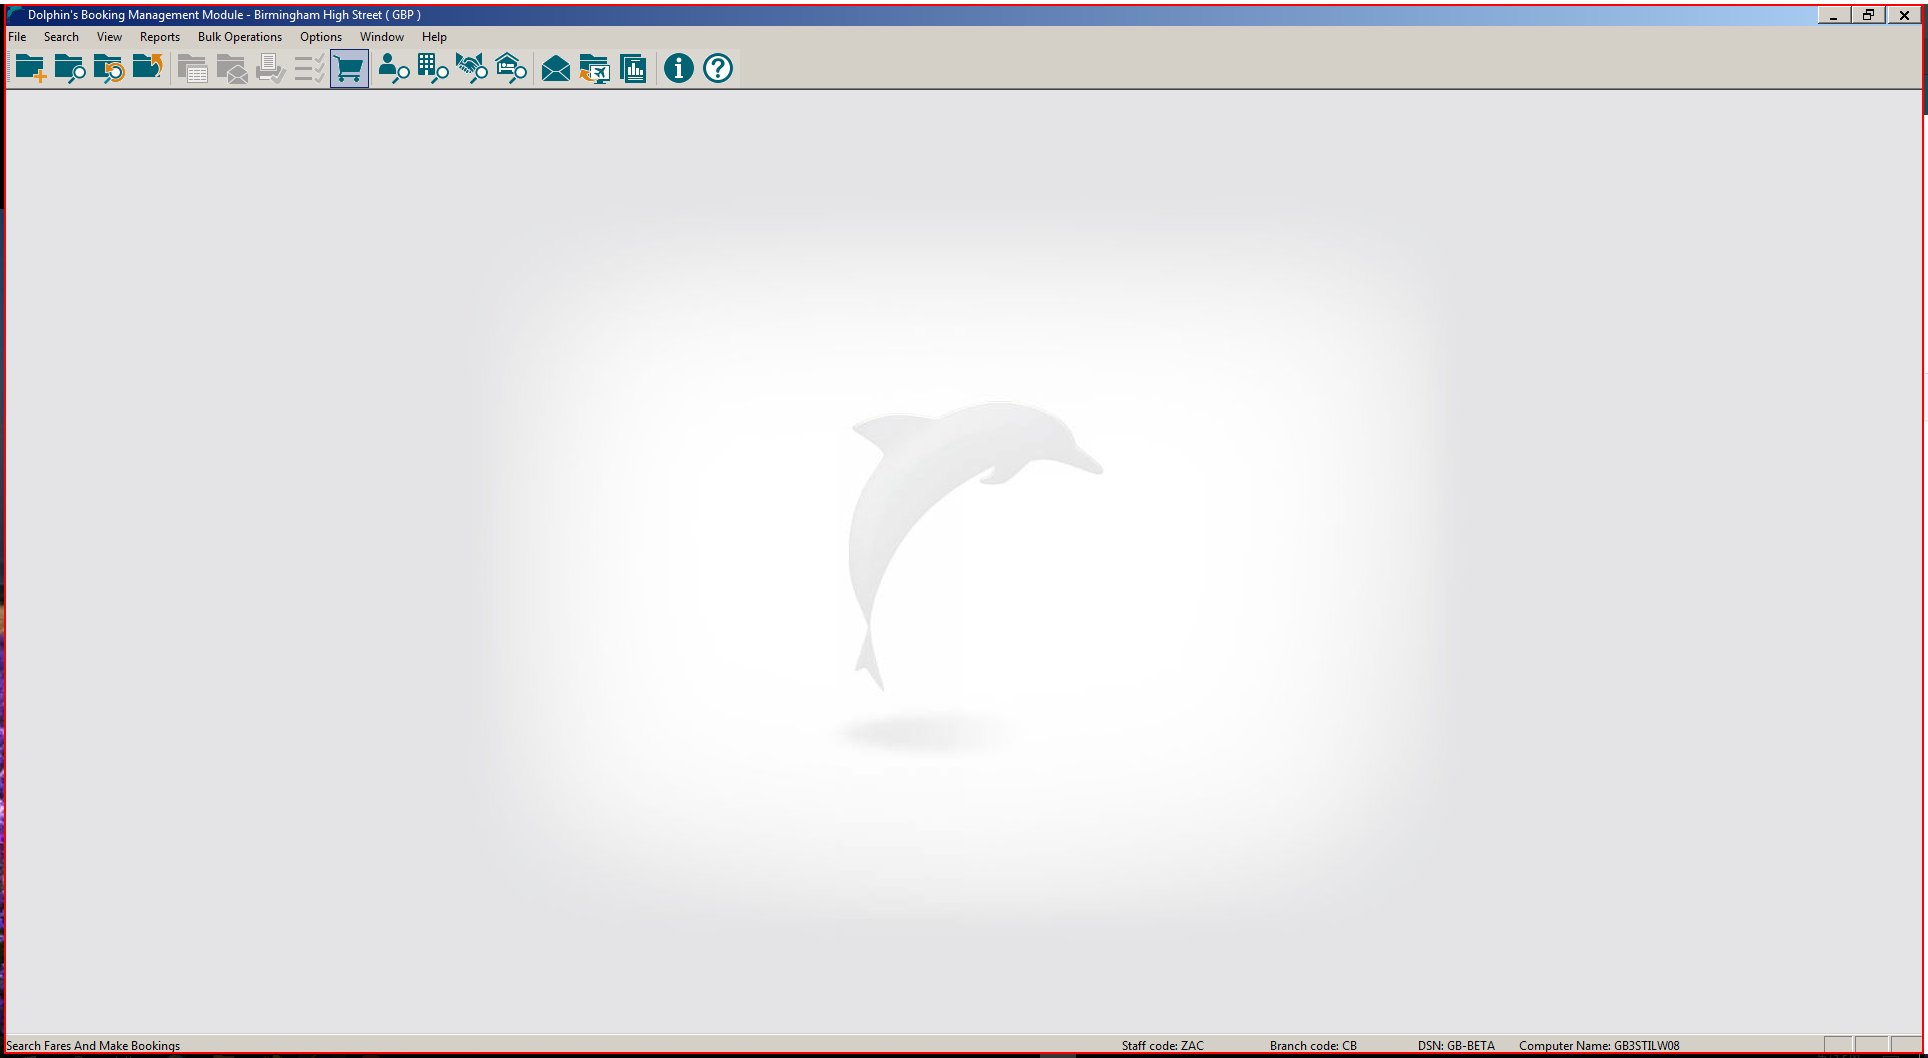 Dolphin's Booking Management Module - Birmingham High Street ( GBP )
File Search View Reports Bulk Operations Options Window Help
Search Fares And Make Bookings Staff code: ZAC Branch code: CB DSN: GB-BETA Computer Name: GB3STILW08